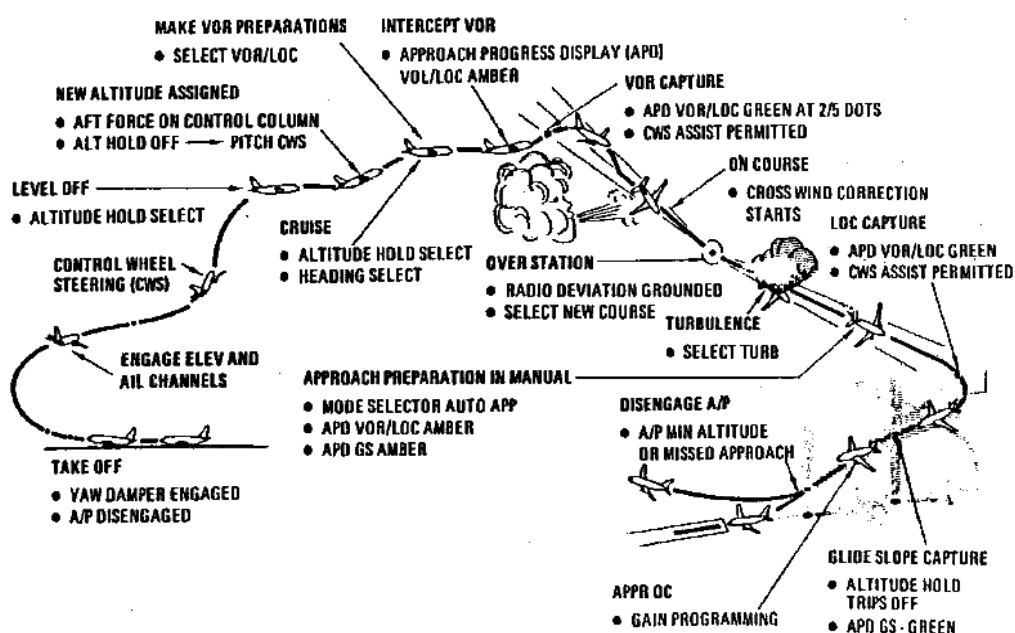 MAKE VOR PREPARATIONS
● SELECT VOR/LOC
INTERCEPT VOR
● APPROACH PROGRESS DISPLAY (APD)
VOL/LOC AMBER
VOR CAPTURE
● APD VOR/LOC GREEN AT 2/5 DOTS
● CWS ASSIST PERMITTED
NEW ALTITUDE ASSIGNED
● AFT FORCE ON CONTROL COLUMN
● ALT HOLD OFF → PITCH CWS
ON COURSE
● CROSS WIND CORRECTION
STARTS
LEVEL OFF
● ALTITUDE HOLD SELECT
LOC CAPTURE
● APD VOR/LOC GREEN
● CWS ASSIST PERMITTED
CRUISE
● ALTITUDE HOLD SELECT
● HEADING SELECT
CONTROL WHEEL
STEERING (CWS)
OVER STATION
● RADIO DEVIATION GROUNDED
● SELECT NEW COURSE
TURBULENCE
● SELECT TURB
ENGAGE ELEV AND
AIL CHANNELS
APPROACH PREPARATION IN MANUAL
● MODE SELECTOR AUTO APP
● APD VOR/LOC AMBER
● APD GS AMBER
DISENGAGE A/P
● A/P MIN ALTITUDE
OR MISSED APPROACH
TAKE OFF
● YAW DAMPER ENGAGED
● A/P DISENGAGED
APPR OC
● GAIN PROGRAMMING
GLIDE SLOPE CAPTURE
● ALTITUDE HOLD
TRIPS OFF
● APD GS - GREEN